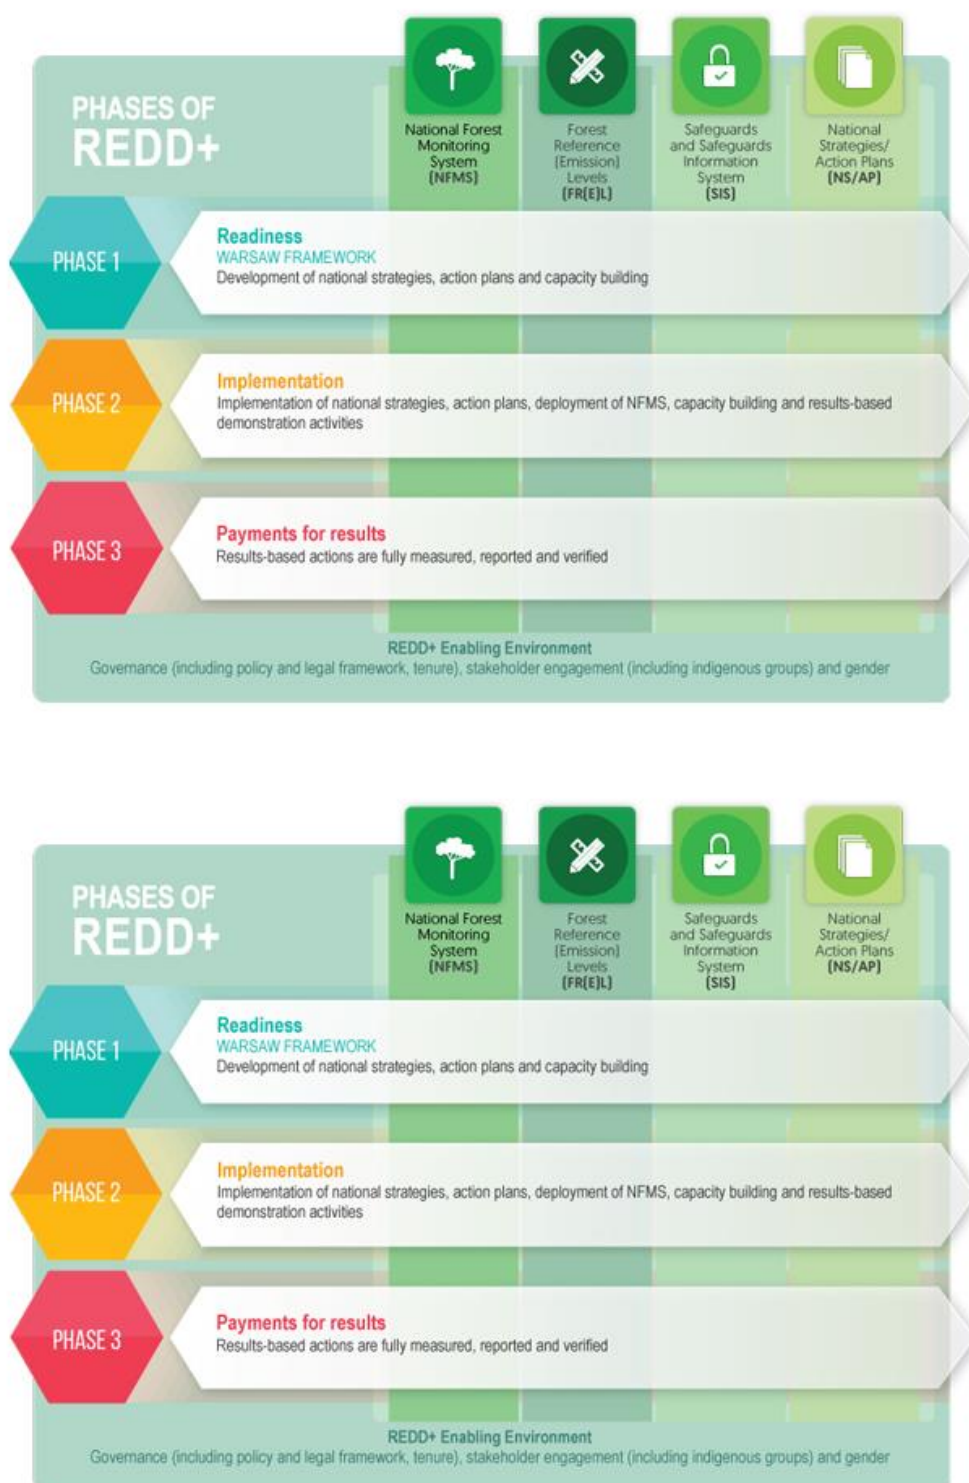 PHASES OF
REDD+
National Forest
Monitoring
System
(NFMS)
Forest
Reference
(Emission)
Levels
(FR(E)L)
Safeguards
and Safeguards
Information
System
(SIS)
National
Strategies/
Action Plans
(NS/AP)
PHASE 1
Readiness
WARSAW FRAMEWORK
Development of national strategies, action plans and capacity building
PHASE 2
Implementation
Implementation of national strategies, action plans, deployment of NFMS, capacity building and results-based
demonstration activities
PHASE 3
Payments for results
Results-based actions are fully measured, reported and verified
REDD+ Enabling Environment
Governance (including policy and legal framework, tenure), stakeholder engagement (including indigenous groups) and gender
PHASES OF
REDD+
National Forest
Monitoring
System
(NFMS)
Forest
Reference
(Emission)
Levels
(FR(E)L)
Safeguards
and Safeguards
Information
System
(SIS)
National
Strategies/
Action Plans
(NS/AP)
PHASE 1
Readiness
WARSAW FRAMEWORK
Development of national strategies, action plans and capacity building
PHASE 2
Implementation
Implementation of national strategies, action plans, deployment of NFMS, capacity building and results-based
demonstration activities
PHASE 3
Payments for results
Results-based actions are fully measured, reported and verified
REDD+ Enabling Environment
Governance (including policy and legal framework, tenure), stakeholder engagement (including indigenous groups) and gender